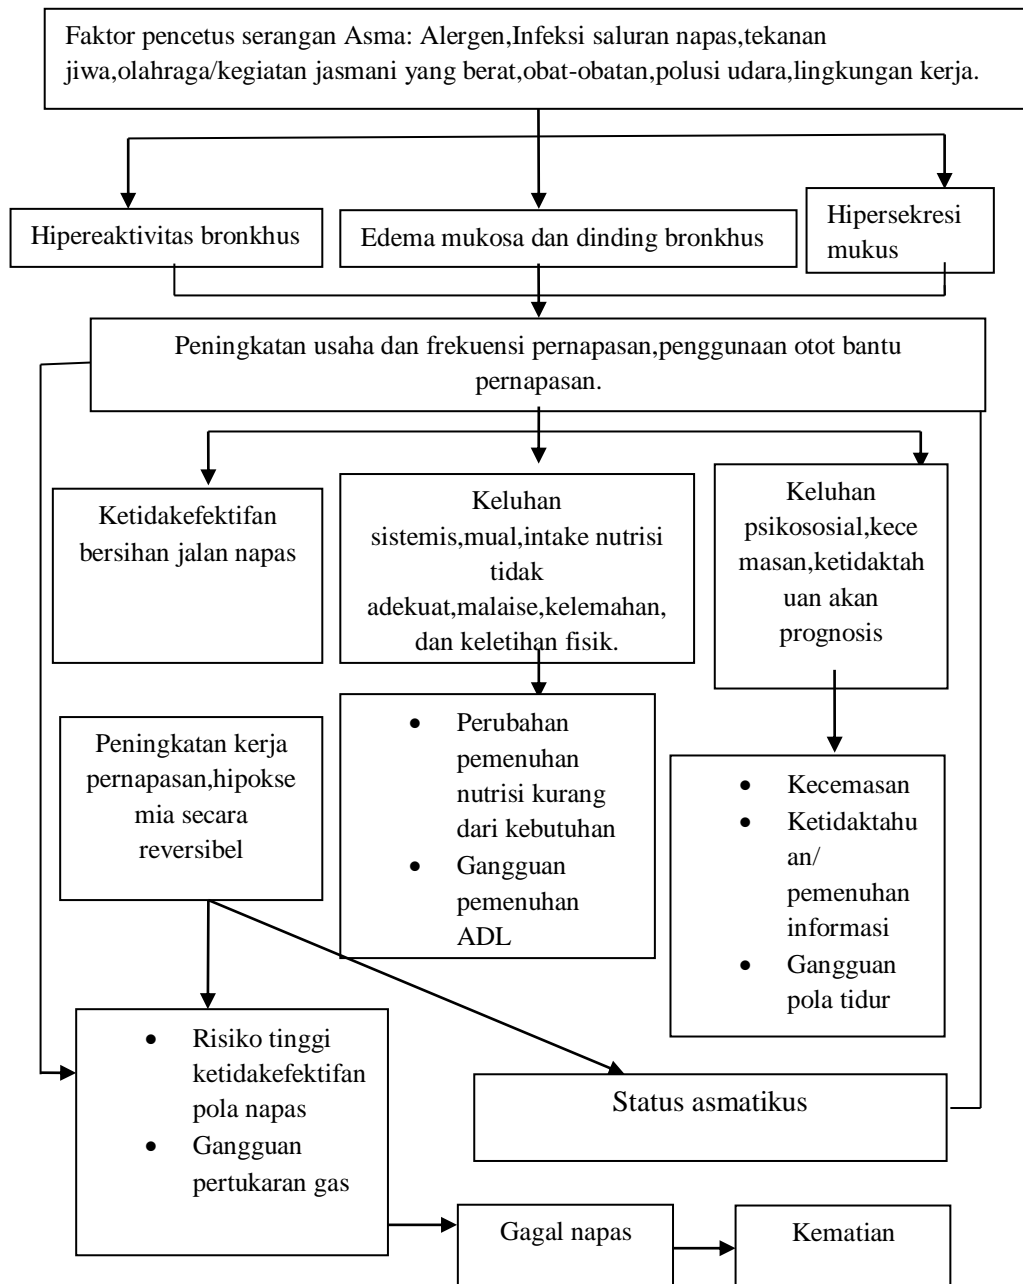 Faktor pencetus serangan Asma: Alergen,Infeksi saluran napas,tekanan
jiwa,olahraga/kegiatan jasmani yang berat,obat-obatan,polusi udara,lingkungan kerja.
Hipereaktivitas bronkhus
Edema mukosa dan dinding bronkhus
Hipersekresi
mukus
Peningkatan usaha dan frekuensi pernapasan,penggunaan otot bantu
pernapasan.
Ketidakefektifan
bersihan jalan napas
Keluhan
sistemis,mual,intake nutrisi
tidak
adekuat,malaise,kelemahan,
dan keletihan fisik.
Keluhan
psikososial,kece
masan,ketidaktah
uan akan
prognosis
Peningkatan kerja
pernapasan,hipokse
mia secara
reversibel
• Perubahan
pemenuhan
nutrisi kurang
dari kebutuhan
• Gangguan
pemenuhan
ADL
• Kecemasan
• Ketidaktahu
an/
pemenuhan
informasi
• Gangguan
pola tidur
• Risiko tinggi
ketidakefektifan
pola napas
• Gangguan
pertukaran gas
Status asmatikus
Gagal napas
Kematian